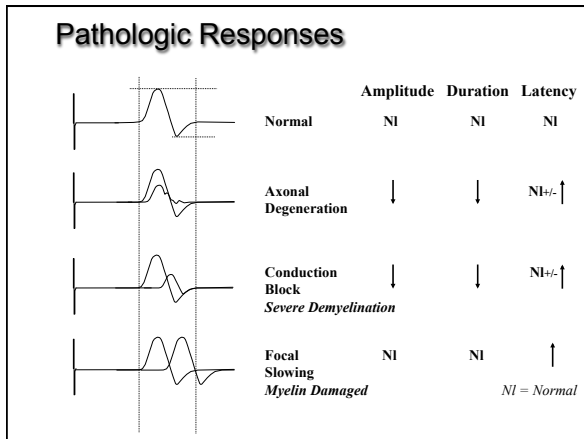 Pathologic Responses
Amplitude Duration Latency
Normal Nl Nl Nl
Axonal
Degeneration
↓ ↓ Nl+/-↑
Conduction
Block
Severe Demyelination
↓ ↓ Nl+/-↑
Focal
Slowing
Myelin Damaged
Nl Nl ↑
Nl = Normal